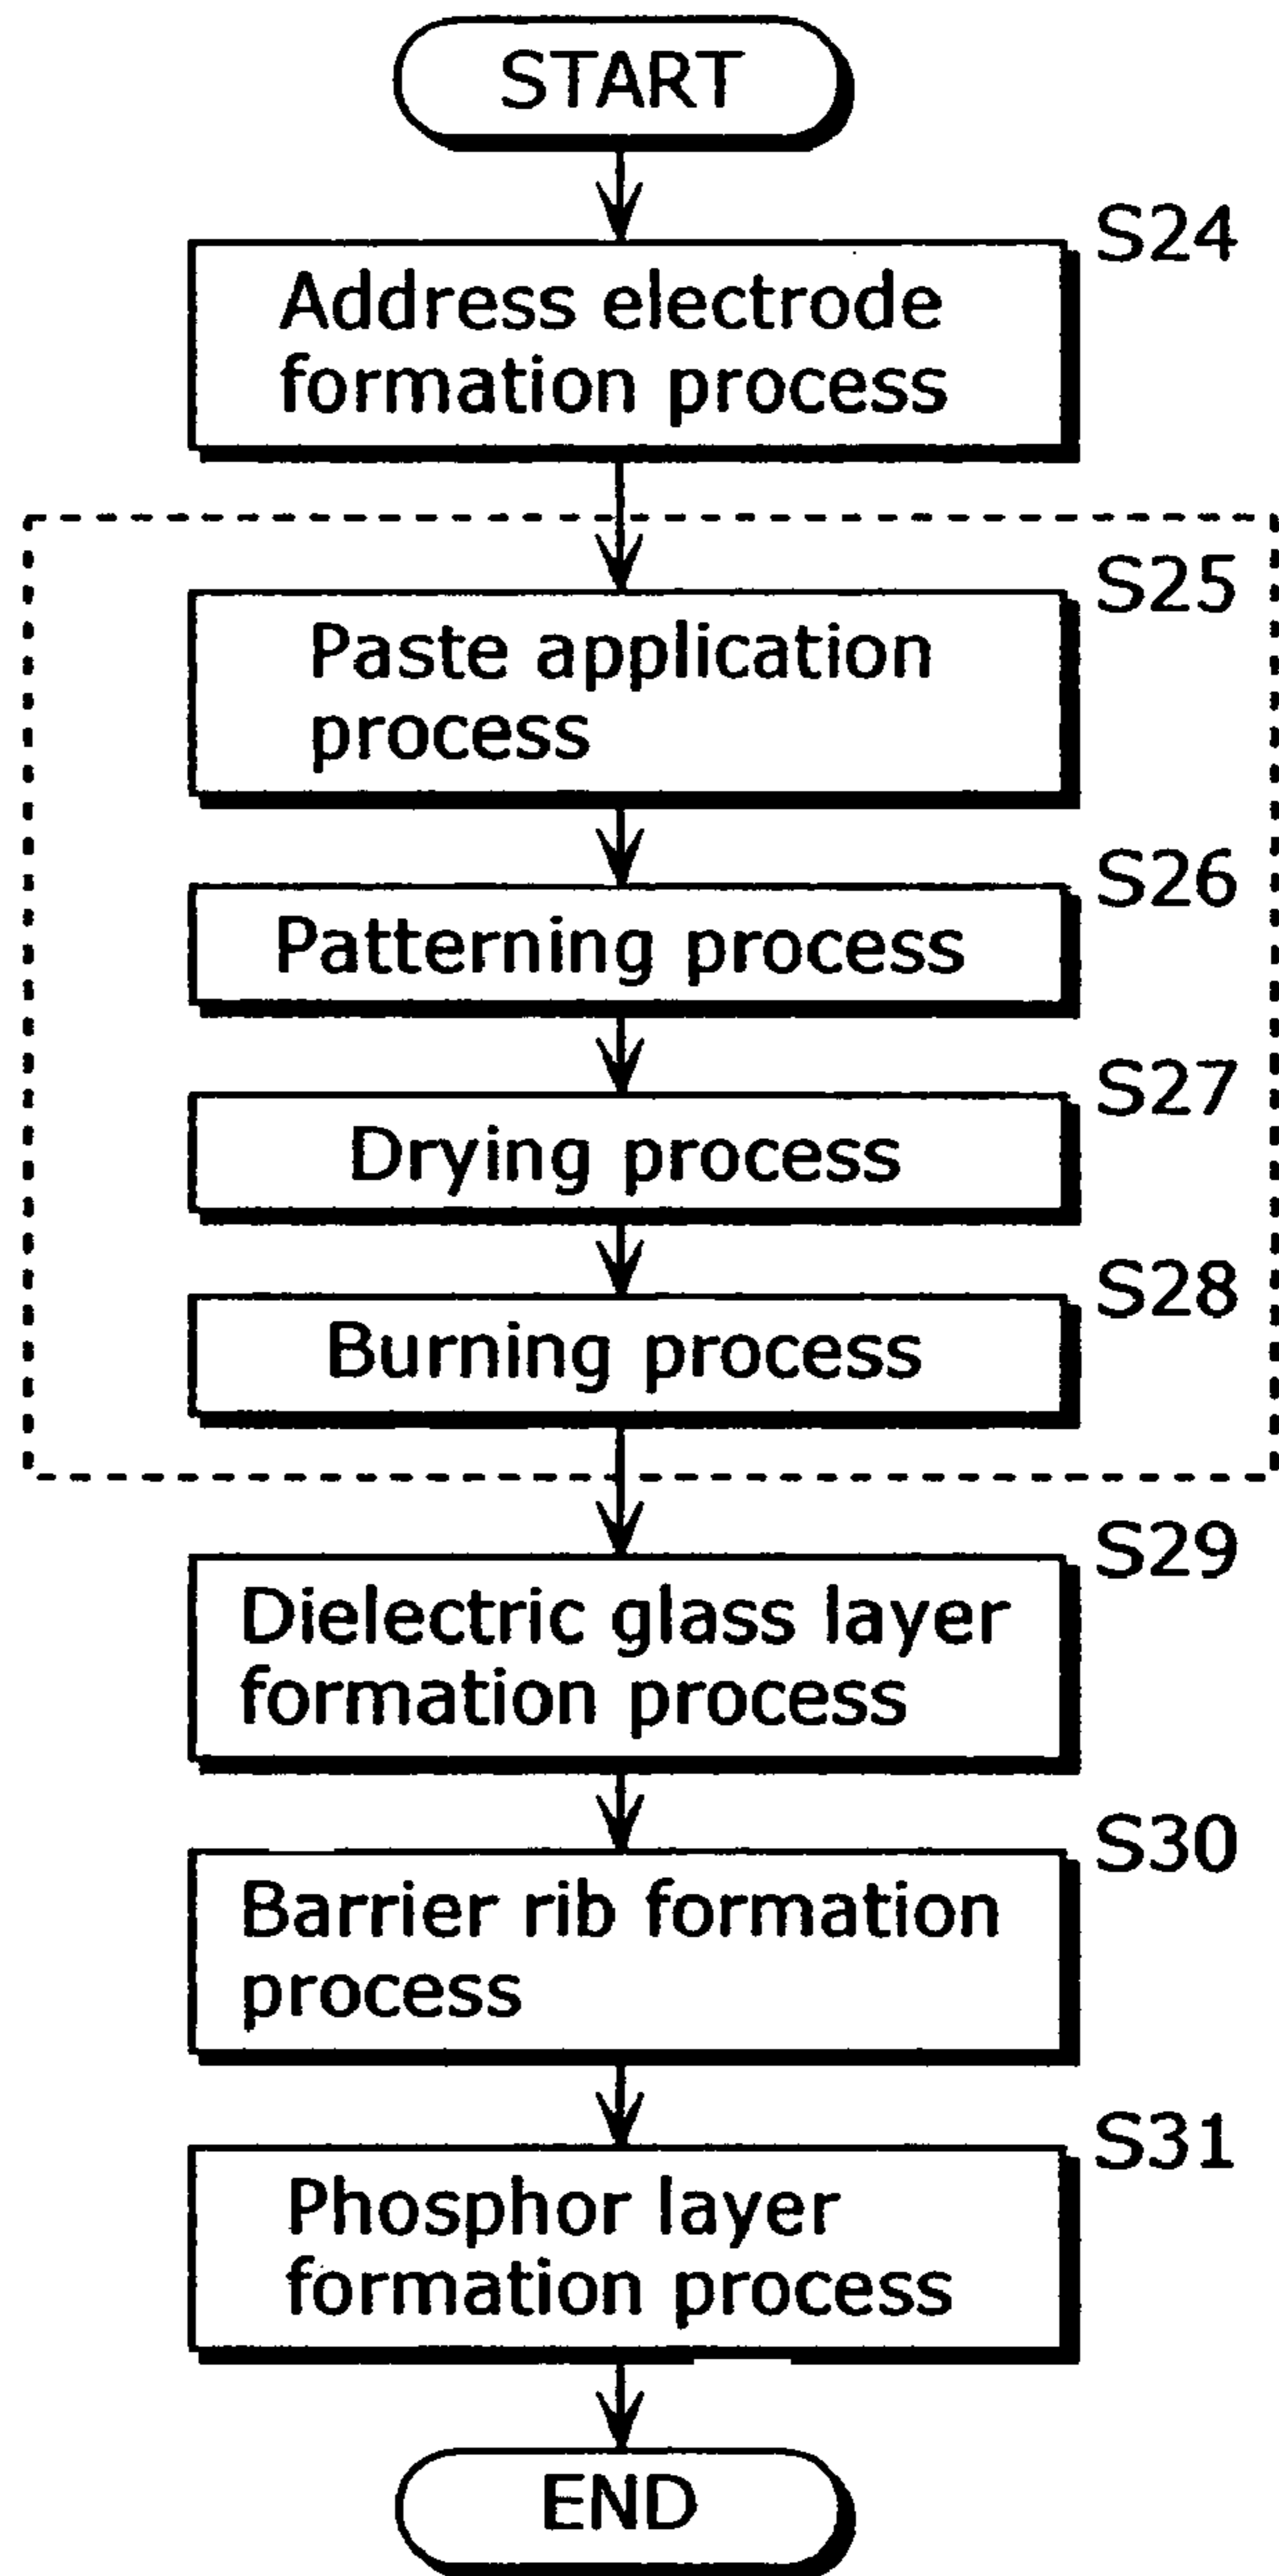 START
S24
Address electrode
formation process
S25
Paste application
process
S26
Patterning process
S27
Drying process
S28
Burning process
S29
Dielectric glass layer
formation process
S30
Barrier rib formation
process
S31
Phosphor layer
formation process
END